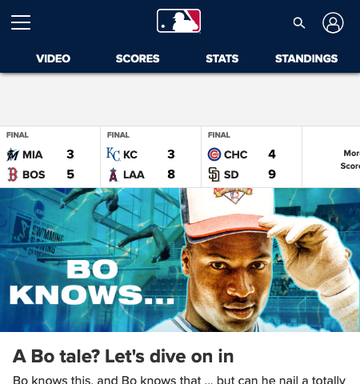 VIDEO SCORES STATS STANDINGS
FINAL FINAL FINAL
MIA 3 KC 3 CHC 4 Mor
BOS 5 LAA 8 SD 9 Score
SWIMMING
BO
KNOWS...
A Bo tale? Let's dive on in
Bo knows this, and Bo knows that ... but can he nail a totally